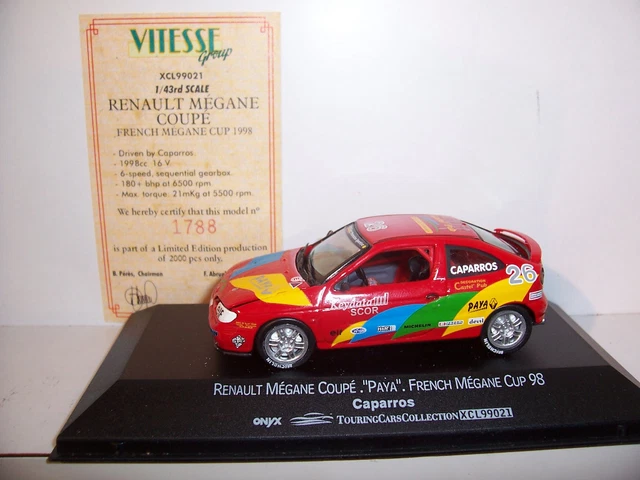 VITESSE
Group
XCL99021
1/43rd SCALE
RENAULT MÉGANE
COUPÉ
FRENCH MÉGANE CUP 1998
- Driven by Caparros.
- 1998cc 16 V
- 6-speed, sequential gearbox.
- 180+ bhp at 6500 rpm.
- Max. torque. 21mKg at 5500 rpm.
We hereby certify that this model nº
1788
is part of a Limited Edition production
of 2000 pcs only.
B. Pérès, Chairman
CAPARROS
26
PAYA
SCOR
MICHELIN
RENAULT MÉGANE COUPÉ ."PAYA". FRENCH MÉGANE CUP 98
Caparros
ONYX TOURINGCARSCOLLECTION XCL99021